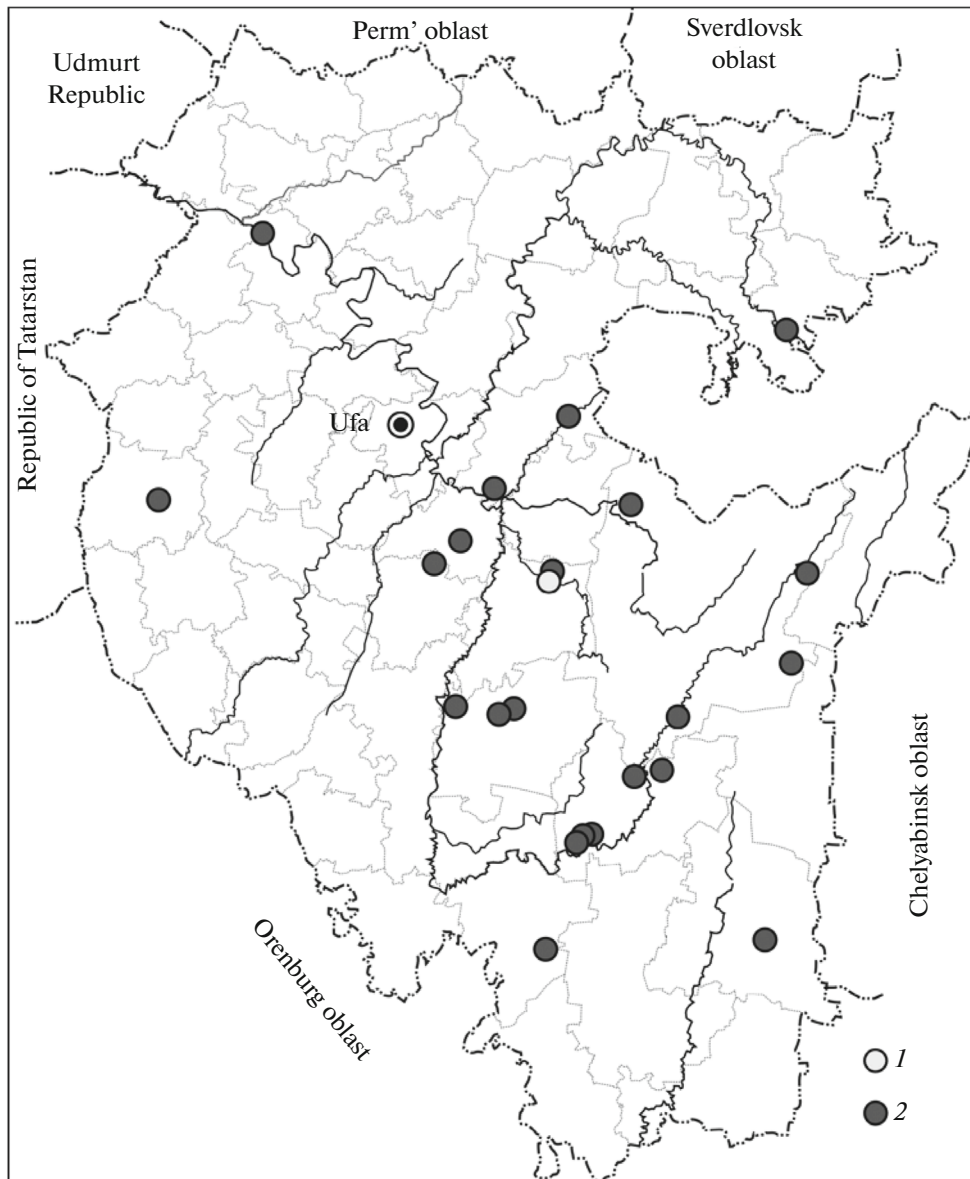 Perm’ oblast
Sverdlovsk
oblast
Udmurt
Republic
Republic of Tatarstan
Ufa
Chelyabinsk oblast
Orenburg oblast
1
2